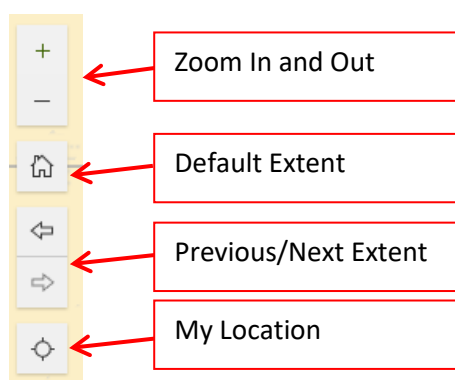 Zoom In and Out
Default Extent
Previous/Next Extent
My Location